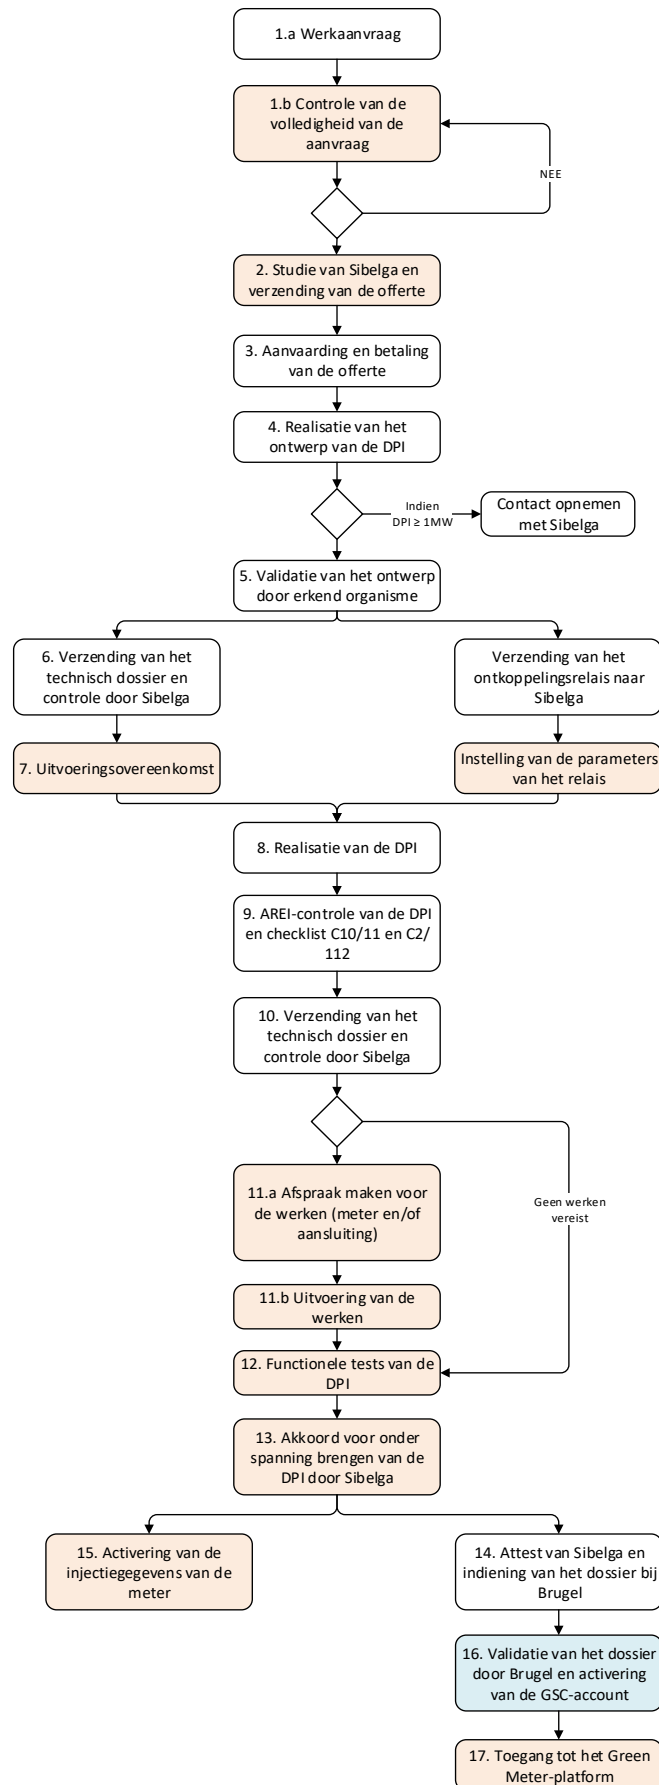 1.a Werkaanvraag
1.b Controle van de
volledigheid van de
aanvraag
NEE
2. Studie van Sibelga en
verzending van de offerte
3. Aanvaarding en betaling
van de offerte
4. Realisatie van het
ontwerp van de DPI
Indien
DPI ≥ 1MW
Contact opnemen
met Sibelga
5. Validatie van het ontwerp
door erkend organisme
6. Verzending van het
technisch dossier en
controle door Sibelga
Verzending van het
ontkoppelingsrelais naar
Sibelga
7. Uitvoeringsovereenkomst
Instelling van de parameters
van het relais
8. Realisatie van de DPI
9. AREI-controle van de DPI
en checklist C10/11 en C2/
112
10. Verzending van het
technisch dossier en
controle door Sibelga
11.a Afspraak maken voor
de werken (meter en/of
aansluiting)
Geen werken
vereist
11.b Uitvoering van de
werken
12. Functionele tests van de
DPI
13. Akkoord voor onder
spanning brengen van de
DPI door Sibelga
15. Activering van de
injectiegegevens van de
meter
14. Attest van Sibelga en
indiening van het dossier bij
Brugel
16. Validatie van het dossier
door Brugel en activering
van de GSC-account
17. Toegang tot het Green
Meter-platform